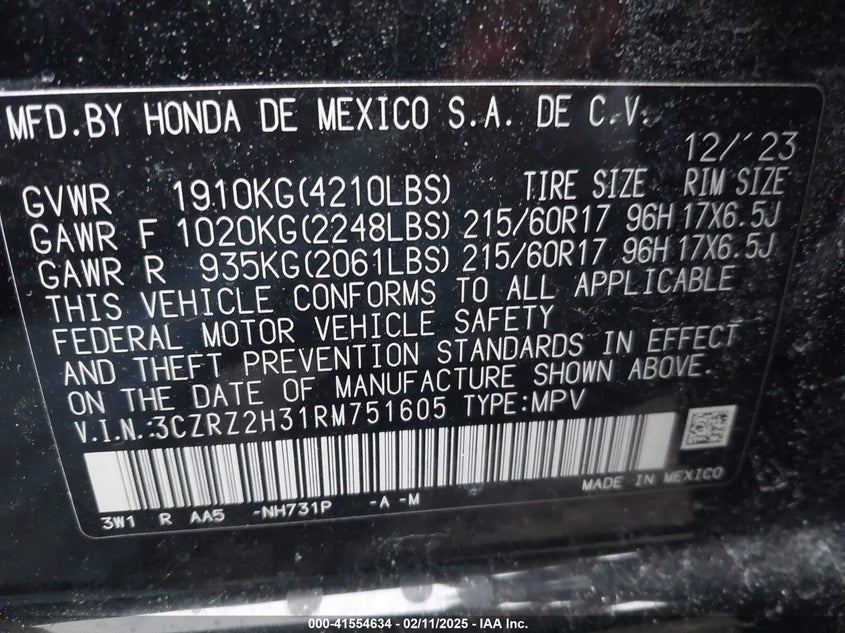 MFD.BY HONDA DE MEXICO S.A. DE C.V.
12/'23
GVWR 1910KG(4210LBS) TIRE SIZE RIM SIZE
GAWR F 1020KG(2248LBS) 215/60R17 96H 17X6.5J
GAWR R 935KG(2061LBS) 215/60R17 96H 17X6.5J
THIS VEHICLE CONFORMS TO ALL APPLICABLE
FEDERAL MOTOR VEHICLE SAFETY
AND THEFT PREVENTION STANDARDS IN EFFECT
ON THE DATE OF MANUFACTURE SHOWN ABOVE.
V.I.N.:3CZRZ2H31RM751605 TYPE:MPV
MADE IN MEXICO
3W1 R AA5 -NH731P -A -M
000-41554634 - 02/11/2025 - IAA Inc.